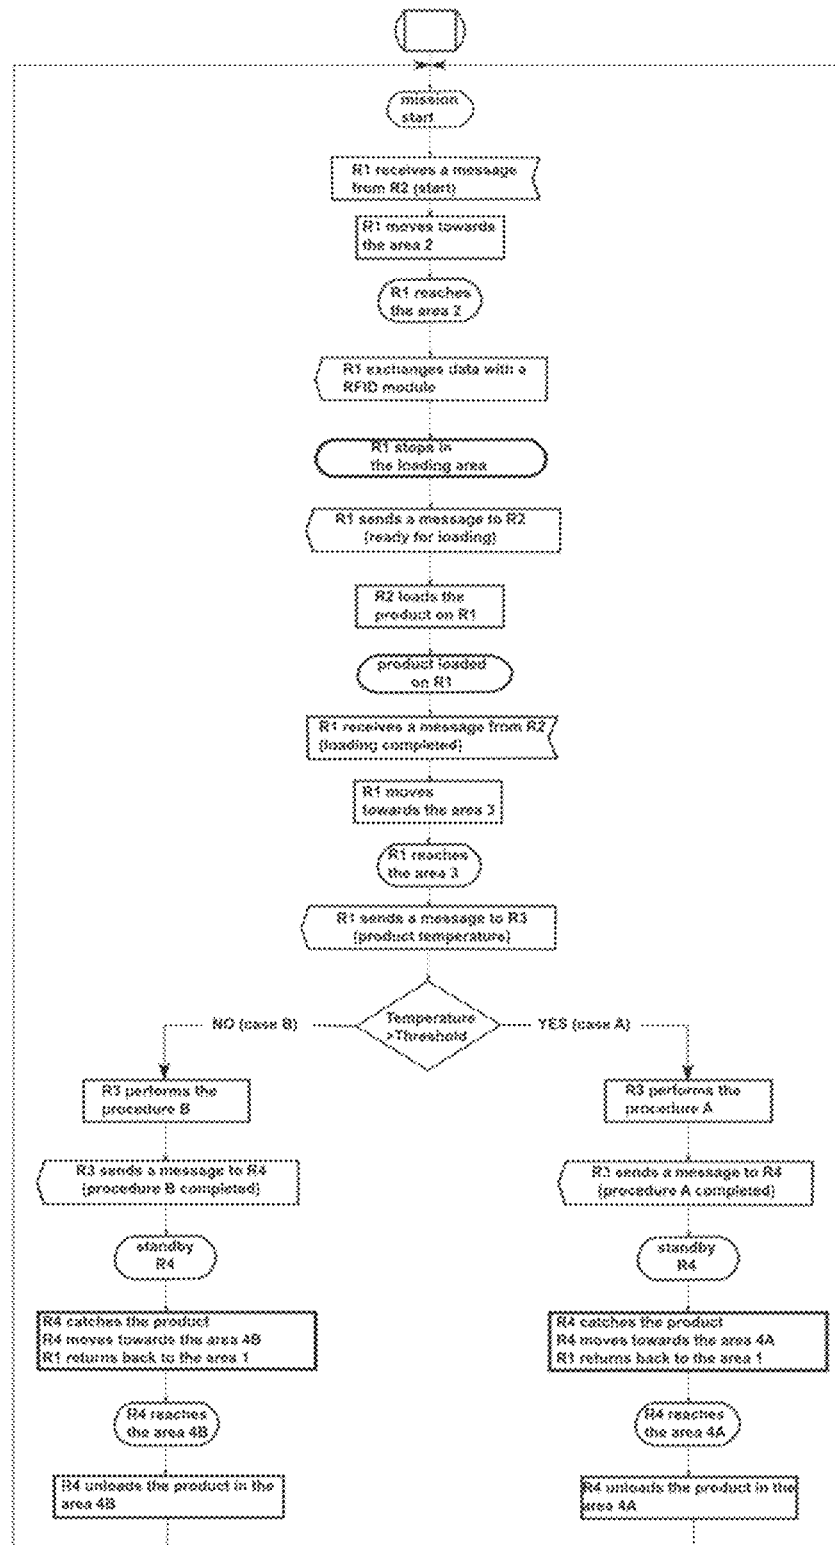 mission
start
R1 receives a message
from R2 (start)
R1 moves towards
the area 2
R1 reaches
the area 2
R1 exchanges data with a
RFID module
R1 stops in
the loading area
R1 sends a message to R2
(ready for loading)
R2 loads the
product on R1
product loaded
on R1
R1 receives a message from R2
(loading completed)
R1 moves
towards the area 3
R1 reaches
the area 3
R1 sends a message to R3
(product temperature)
Temperature
>Threshold
NO (case B)
YES (case A)
R3 performs the
procedure B
R3 sends a message to R4
(procedure B completed)
standby
R4
R4 catches the product
R4 moves towards the area 4B
R1 returns back to the area 1
R4 reaches
the area 4B
R4 unloads the product in the
area 4B
R3 performs the
procedure A
R3 sends a message to R4
(procedure A completed)
standby
R4
R4 catches the product
R4 moves towards the area 4A
R1 returns back to the area 1
R4 reaches
the area 4A
R4 unloads the product in the
area 4A